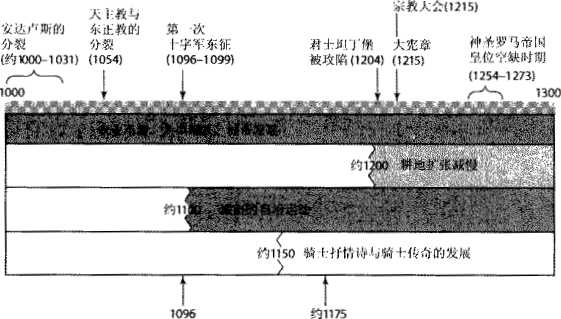 宗教大会(1215)
天主教与
东正教的
分裂
(1054)
第一次
十字军东征
(1096–1099)
安达卢斯的
分裂
(约1000–1031)
君士坦丁堡
被攻陷 (1204)
大宪章
(1215)
神圣罗马帝国
皇位空缺时期
(1254–1273)
1000
1300
约1200 耕地扩张减慢
约1100
约1150 骑士抒情诗与骑士传奇的发展
1096
约1175